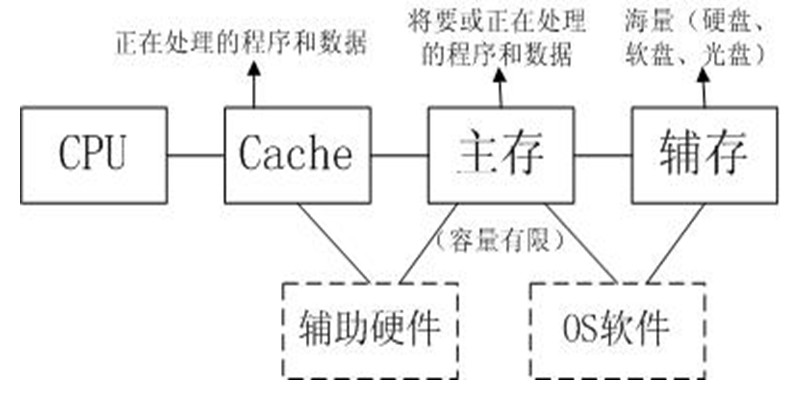 正在处理的程序和数据
将要或正在处理
的程序和数据
海量（硬盘、
软盘、光盘）
CPU
Cache
主存
辅存
（容量有限）
辅助硬件
OS软件